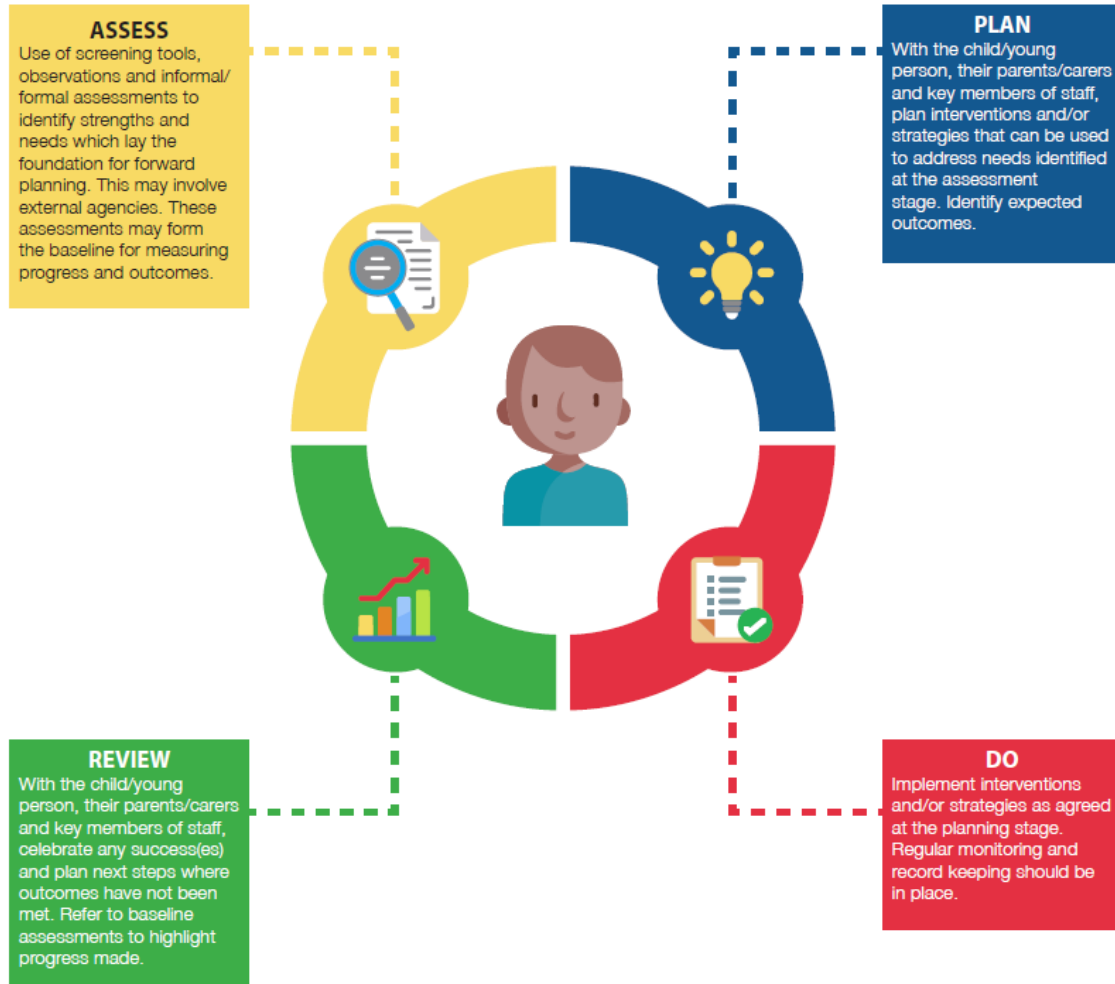 ASSESS
Use of screening tools,
observations and informal/
formal assessments to
identify strengths and
needs which lay the
foundation for forward
planning. This may involve
external agencies. These
assessments may form
the baseline for measuring
progress and outcomes.
PLAN
With the child/young
person, their parents/carers
and key members of staff,
plan interventions and/or
strategies that can be used
to address needs identified
at the assessment
stage. Identify expected
outcomes.
REVIEW
With the child/young
person, their parents/carers
and key members of staff,
celebrate any success(es)
and plan next steps where
outcomes have not been
met. Refer to baseline
assessments to highlight
progress made.
DO
Implement interventions
and/or strategies as agreed
at the planning stage.
Regular monitoring and
record keeping should be
in place.